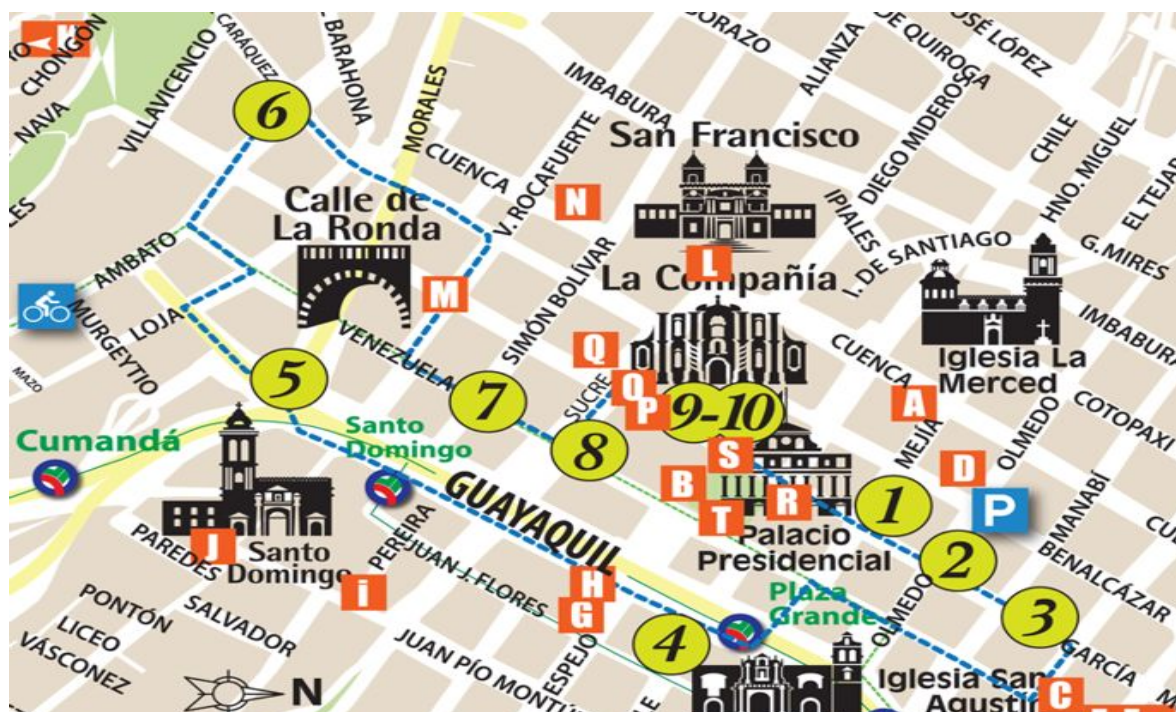 CHONGÓN
NAVA
VILLAVICENCIO
CARÁQUEZ
BARAHONA
MORALES
GORAZO
IMBABURA
ALIANZA
DE QUIROGA
JOSÉ LÓPEZ
DIEGO MIDEROS
CHILE
HNO. MIGUEL
EL TEJAR
6
CUENCA
V. ROCAFUERTE
San Francisco
N
L
IPIALES
I. DE SANTIAGO
G. MIRES
Calle de
La Ronda
M
SIMÓN BOLÍVAR
La Compañía
AMBATO
MURGEYTIO
LOJA
MAZO
VENEZUELA
Q
O
P
SUCRE
9-10
CUENCA
A
Iglesia La
Merced
IMBABURA
COTOPAXI
MEJÍA
OLMEDO
D
P
MANABÍ
BENALCÁZAR
5
7
8
S
B
T
R
Palacio
Presidencial
1
2
3
Cumandá
Santo
Domingo
GUAYAQUIL
J
Santo
Domingo
i
PEREIRA
JUAN J. FLORES
H
G
PAREDES
SALVADOR
PONTÓN
LICEO
VÁSCONEZ
N
JUAN PÍO MONTÚ
ESPEJO
4
Plaza
Grande
OLMEDO
GARCÍA
Iglesia San
Agustín
C